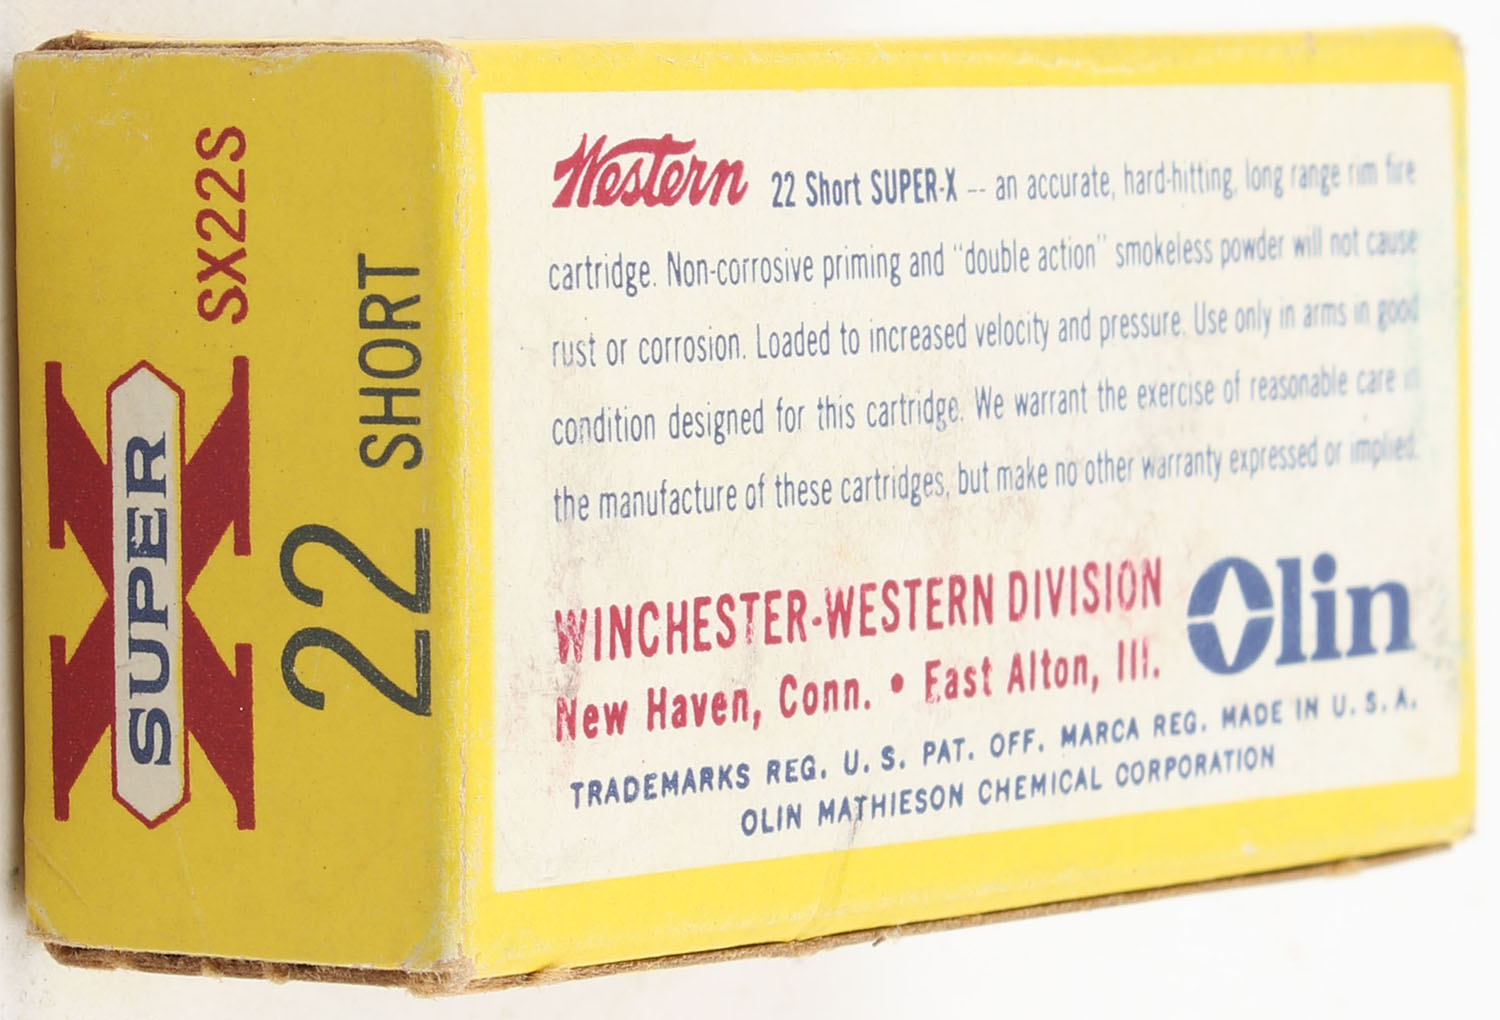 SUPER X
SX22S
22 SHORT
Western 22 Short SUPER-X -- an accurate, hard-hitting, long range rim fire
cartridge. Non-corrosive priming and "double action" smokeless powder will not cause
rust or corrosion. Loaded to increased velocity and pressure. Use only in arms in good
condition designed for this cartridge. We warrant the exercise of reasonable care in
the manufacture of these cartridges, but make no other warranty expressed or implied.
WINCHESTER-WESTERN DIVISION
New Haven, Conn. • East Alton, Ill.
Olin
TRADEMARKS REG. U. S. PAT. OFF. MARCA REG. MADE IN U. S. A.
OLIN MATHIESON CHEMICAL CORPORATION